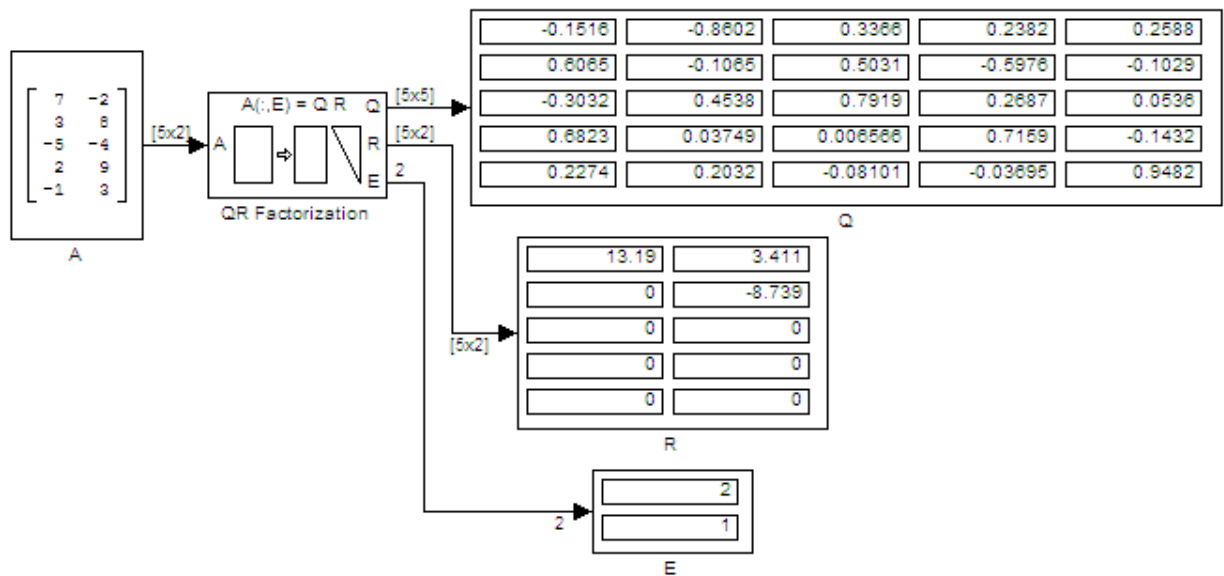 7 -2
3 8
-5 -4
2 9
-1 3
A
[5x2]
A(:,E) = Q R
A
Q
R
E
QR Factorization
[5x5]
[5x2]
2
-0.1516 -0.8602 0.3366 0.2382 0.2588
0.6065 -0.1065 0.5031 -0.5976 -0.1029
-0.3032 0.4538 0.7919 0.2687 0.0536
0.6823 0.03749 0.006566 0.7159 -0.1432
0.2274 0.2032 -0.08101 -0.03695 0.9482
Q
[5x2]
13.19 3.411
0 -8.739
0 0
0 0
0 0
R
2
2
1
E